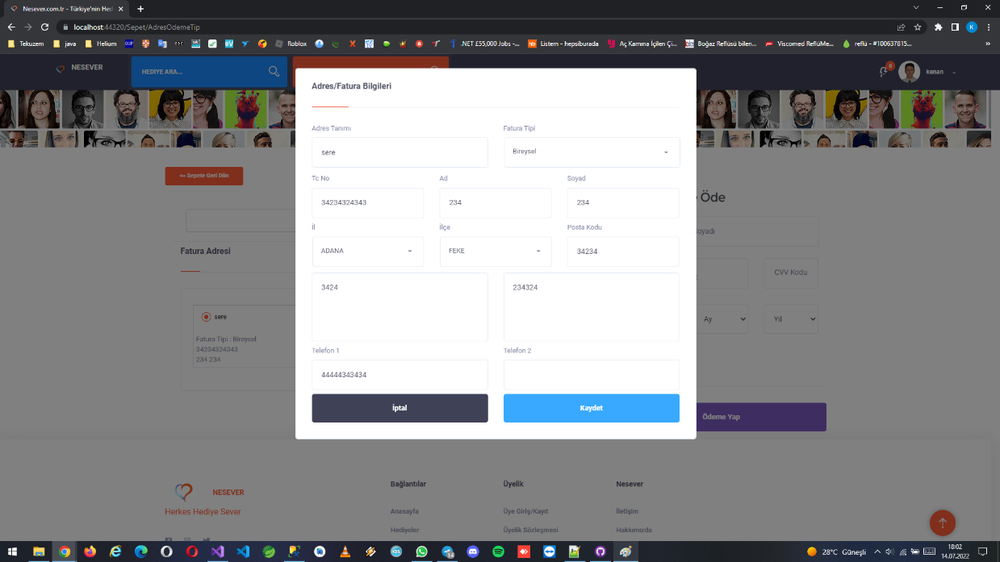 Nesever.com.tr - Türkiye'nin Hed
localhost:44320/Sepet/AdresOdemeTip
K
Tekuzem
java
Helium
Roblox
.NET £55,000 Jobs -...
Listem - hepsiburada
Aç Karnına İçilen Çi...
Boğaz Reflüsü bilen...
Viscomed RefluMe...
reflü - #100637815...
»
NESEVER
HEDİYE ARA...
0
kenan
Adres/Fatura Bilgileri
Adres Tanımı
Fatura Tipi
sere
Bireysel
<= Sepete Geri Dön
Tc No
Ad
Soyad
34234324343
234
234
Öde
oyadı
İl
İlçe
Posta Kodu
ADANA
FEKE
34234
Fatura Adresi
CVV Kodu
3424
234324
sere
Ay
Yıl
Fatura Tipi : Bireysel
34234324343
234 234
Telefon 1
Telefon 2
44444343434
İptal
Kaydet
Ödeme Yap
NESEVER
Herkes Hediye Sever
Bağlantılar
Üyelik
Nesever
Anasayfa
Üye Giriş/Kayıt
İletişim
Hediyeler
Üyelik Sözleşmesi
Hakkımızda
14
28°C Güneşli
18:02
14.07.2022